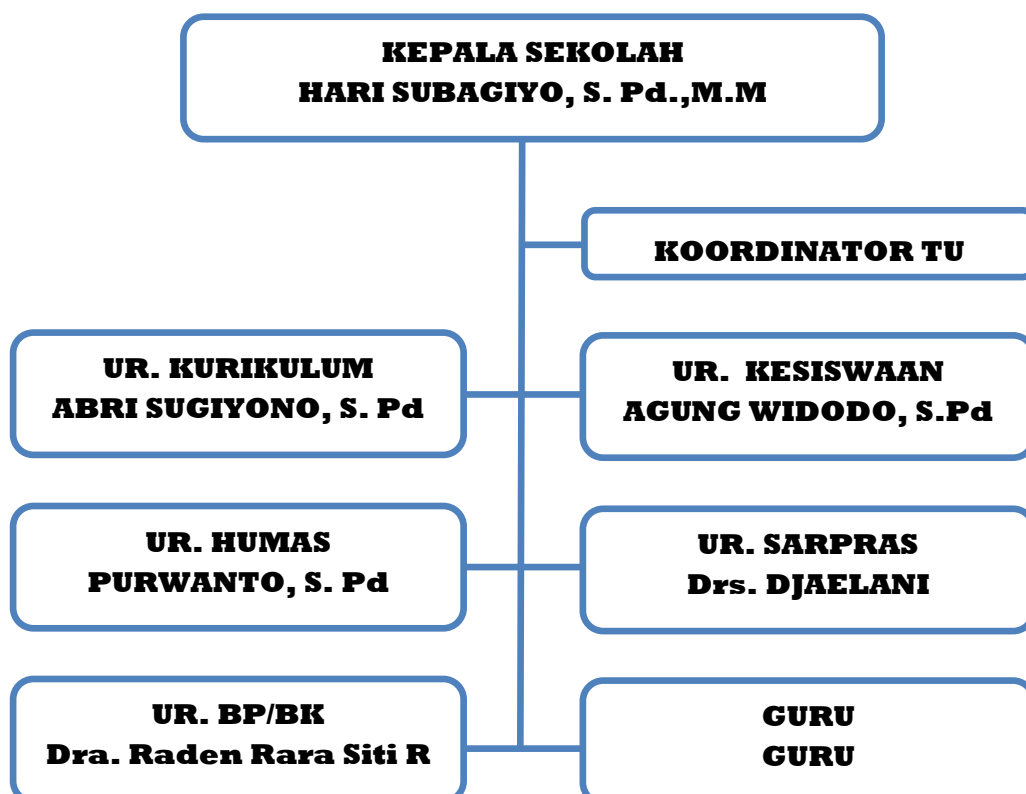 KEPALA SEKOLAH
HARI SUBAGIYO, S. Pd.,M.M
KOORDINATOR TU
UR. KURIKULUM
ABRI SUGIYONO, S. Pd
UR. KESISWAAN
AGUNG WIDODO, S.Pd
UR. HUMAS
PURWANTO, S. Pd
UR. SARPRAS
Drs. DJAELANI
UR. BP/BK
Dra. Raden Rara Siti R
GURU
GURU